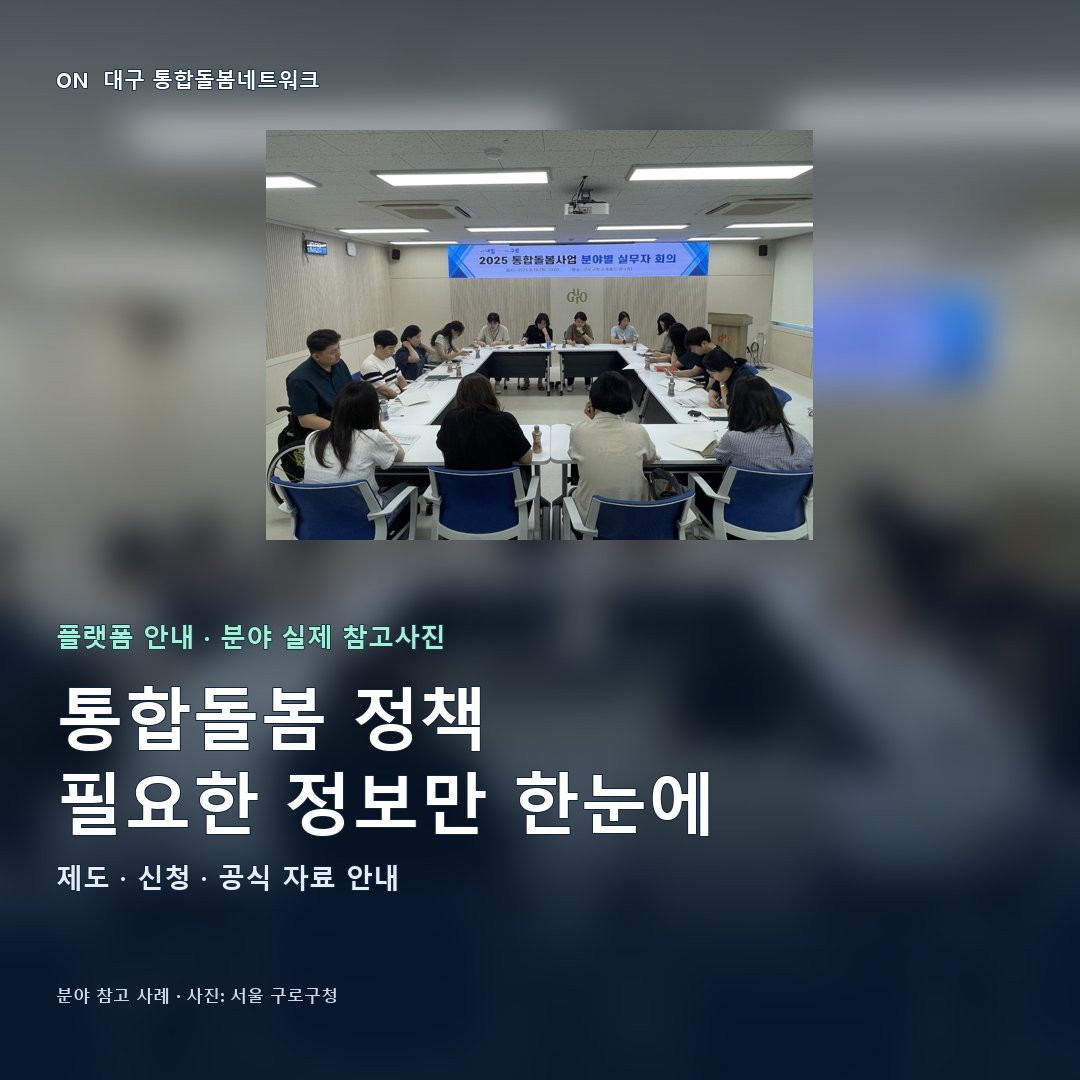 ON 대구 통합돌봄네트워크
2025 통합돌봄사업 분야별 실무자 회의
GURO
플랫폼 안내 · 분야 실제 참고사진
통합돌봄 정책
필요한 정보만 한눈에
제도 · 신청 · 공식 자료 안내
분야 참고 사례 · 사진: 서울 구로구청